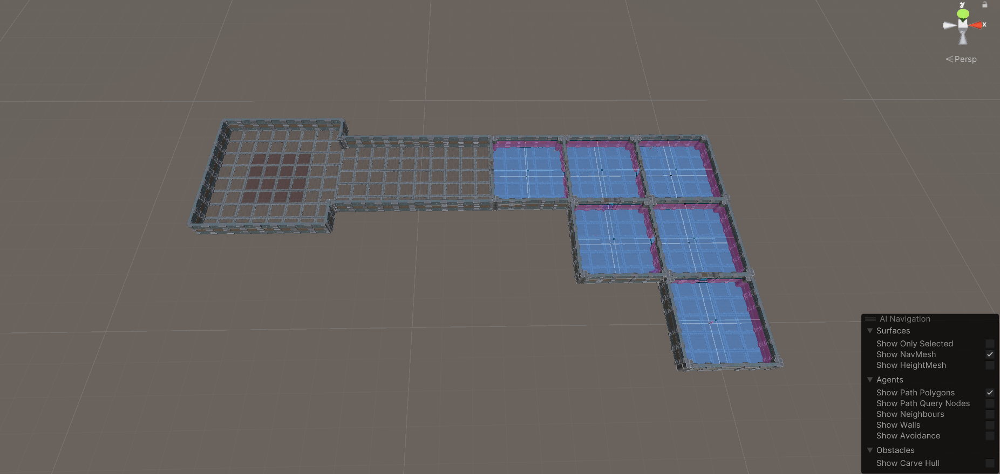 y
x
Persp
AI Navigation
Surfaces
Show Only Selected
Show NavMesh
Show HeightMesh
Agents
Show Path Polygons
Show Path Query Nodes
Show Neighbours
Show Walls
Show Avoidance
Obstacles
Show Carve Hull